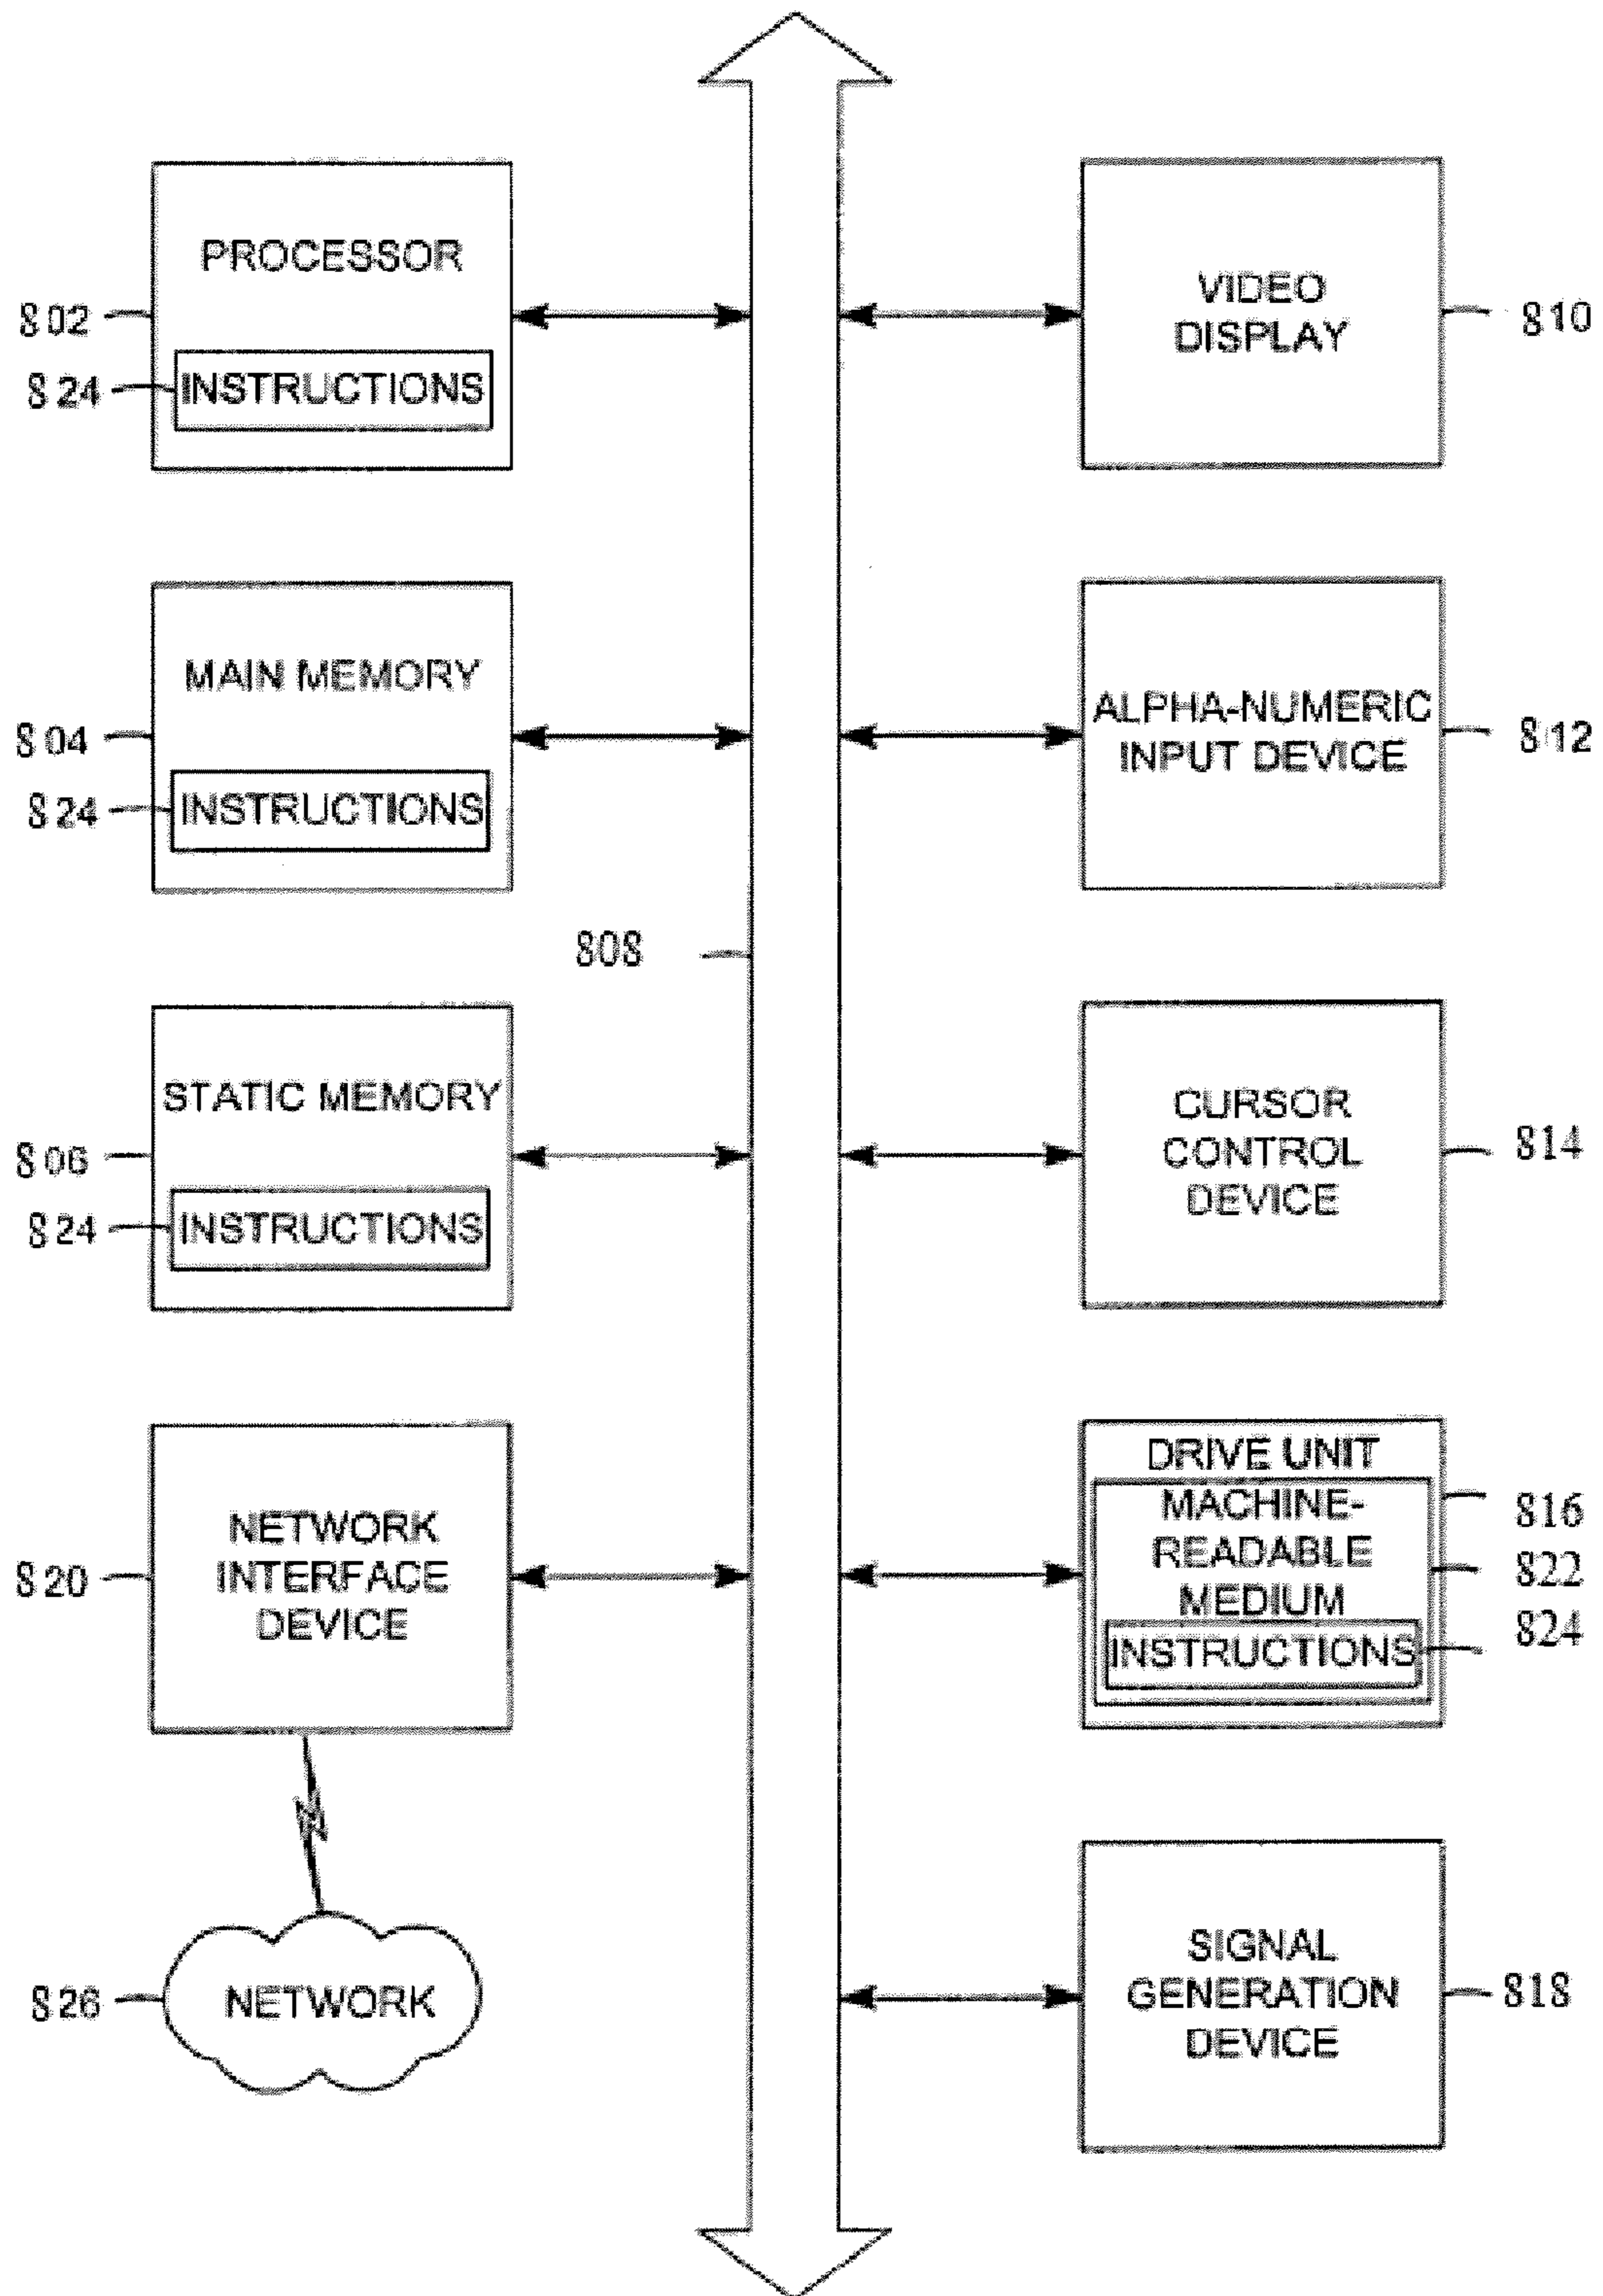 PROCESSOR
802
824
INSTRUCTIONS
MAIN MEMORY
804
824
INSTRUCTIONS
808
STATIC MEMORY
806
824
INSTRUCTIONS
NETWORK
INTERFACE
DEVICE
820
826
NETWORK
VIDEO
DISPLAY
810
ALPHA-NUMERIC
INPUT DEVICE
812
CURSOR
CONTROL
DEVICE
814
DRIVE UNIT
MACHINE-
READABLE
MEDIUM
INSTRUCTIONS
816
822
824
SIGNAL
GENERATION
DEVICE
818